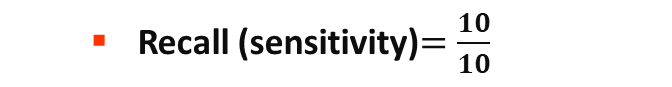 ▪ Recall (sensitivity)= 10/10